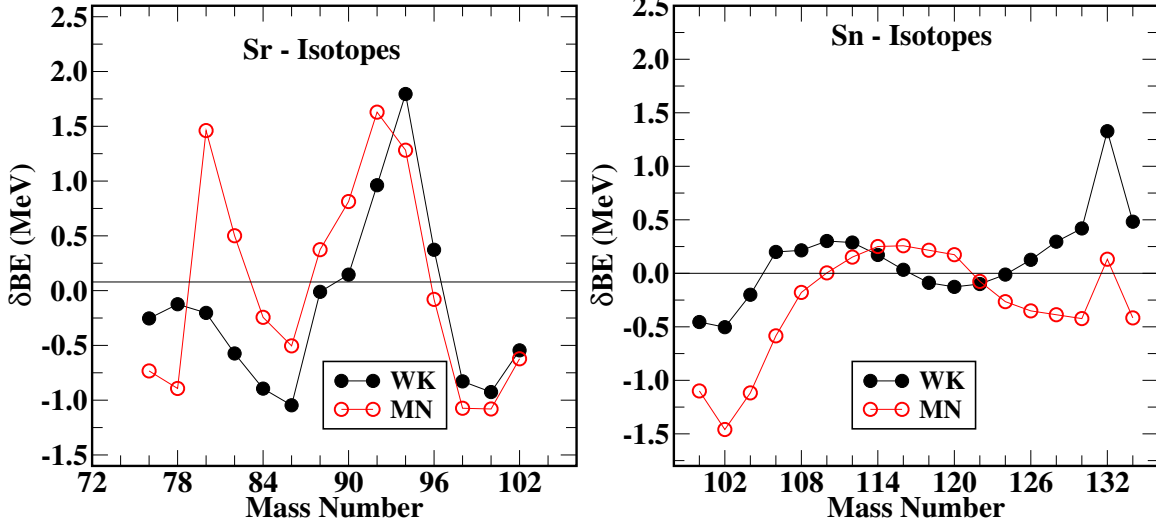 Sr - Isotopes
δBE (MeV)
2.5
2.0
1.5
1.0
0.5
0.0
-0.5
-1.0
-1.5
WK
MN
72 78 84 90 96 102
Mass Number
Sn - Isotopes
δBE (MeV)
2.5
2.0
1.5
1.0
0.5
0.0
-0.5
-1.0
-1.5
WK
MN
102 108 114 120 126 132
Mass Number